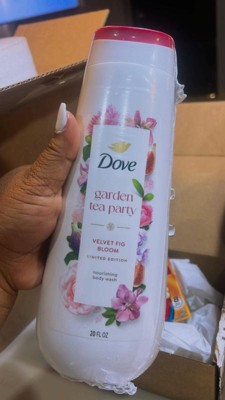 Dove
garden
tea party
VELVET FIG
BLOOM
LIMITED EDITION
nourishing
body wash
20 FL OZ